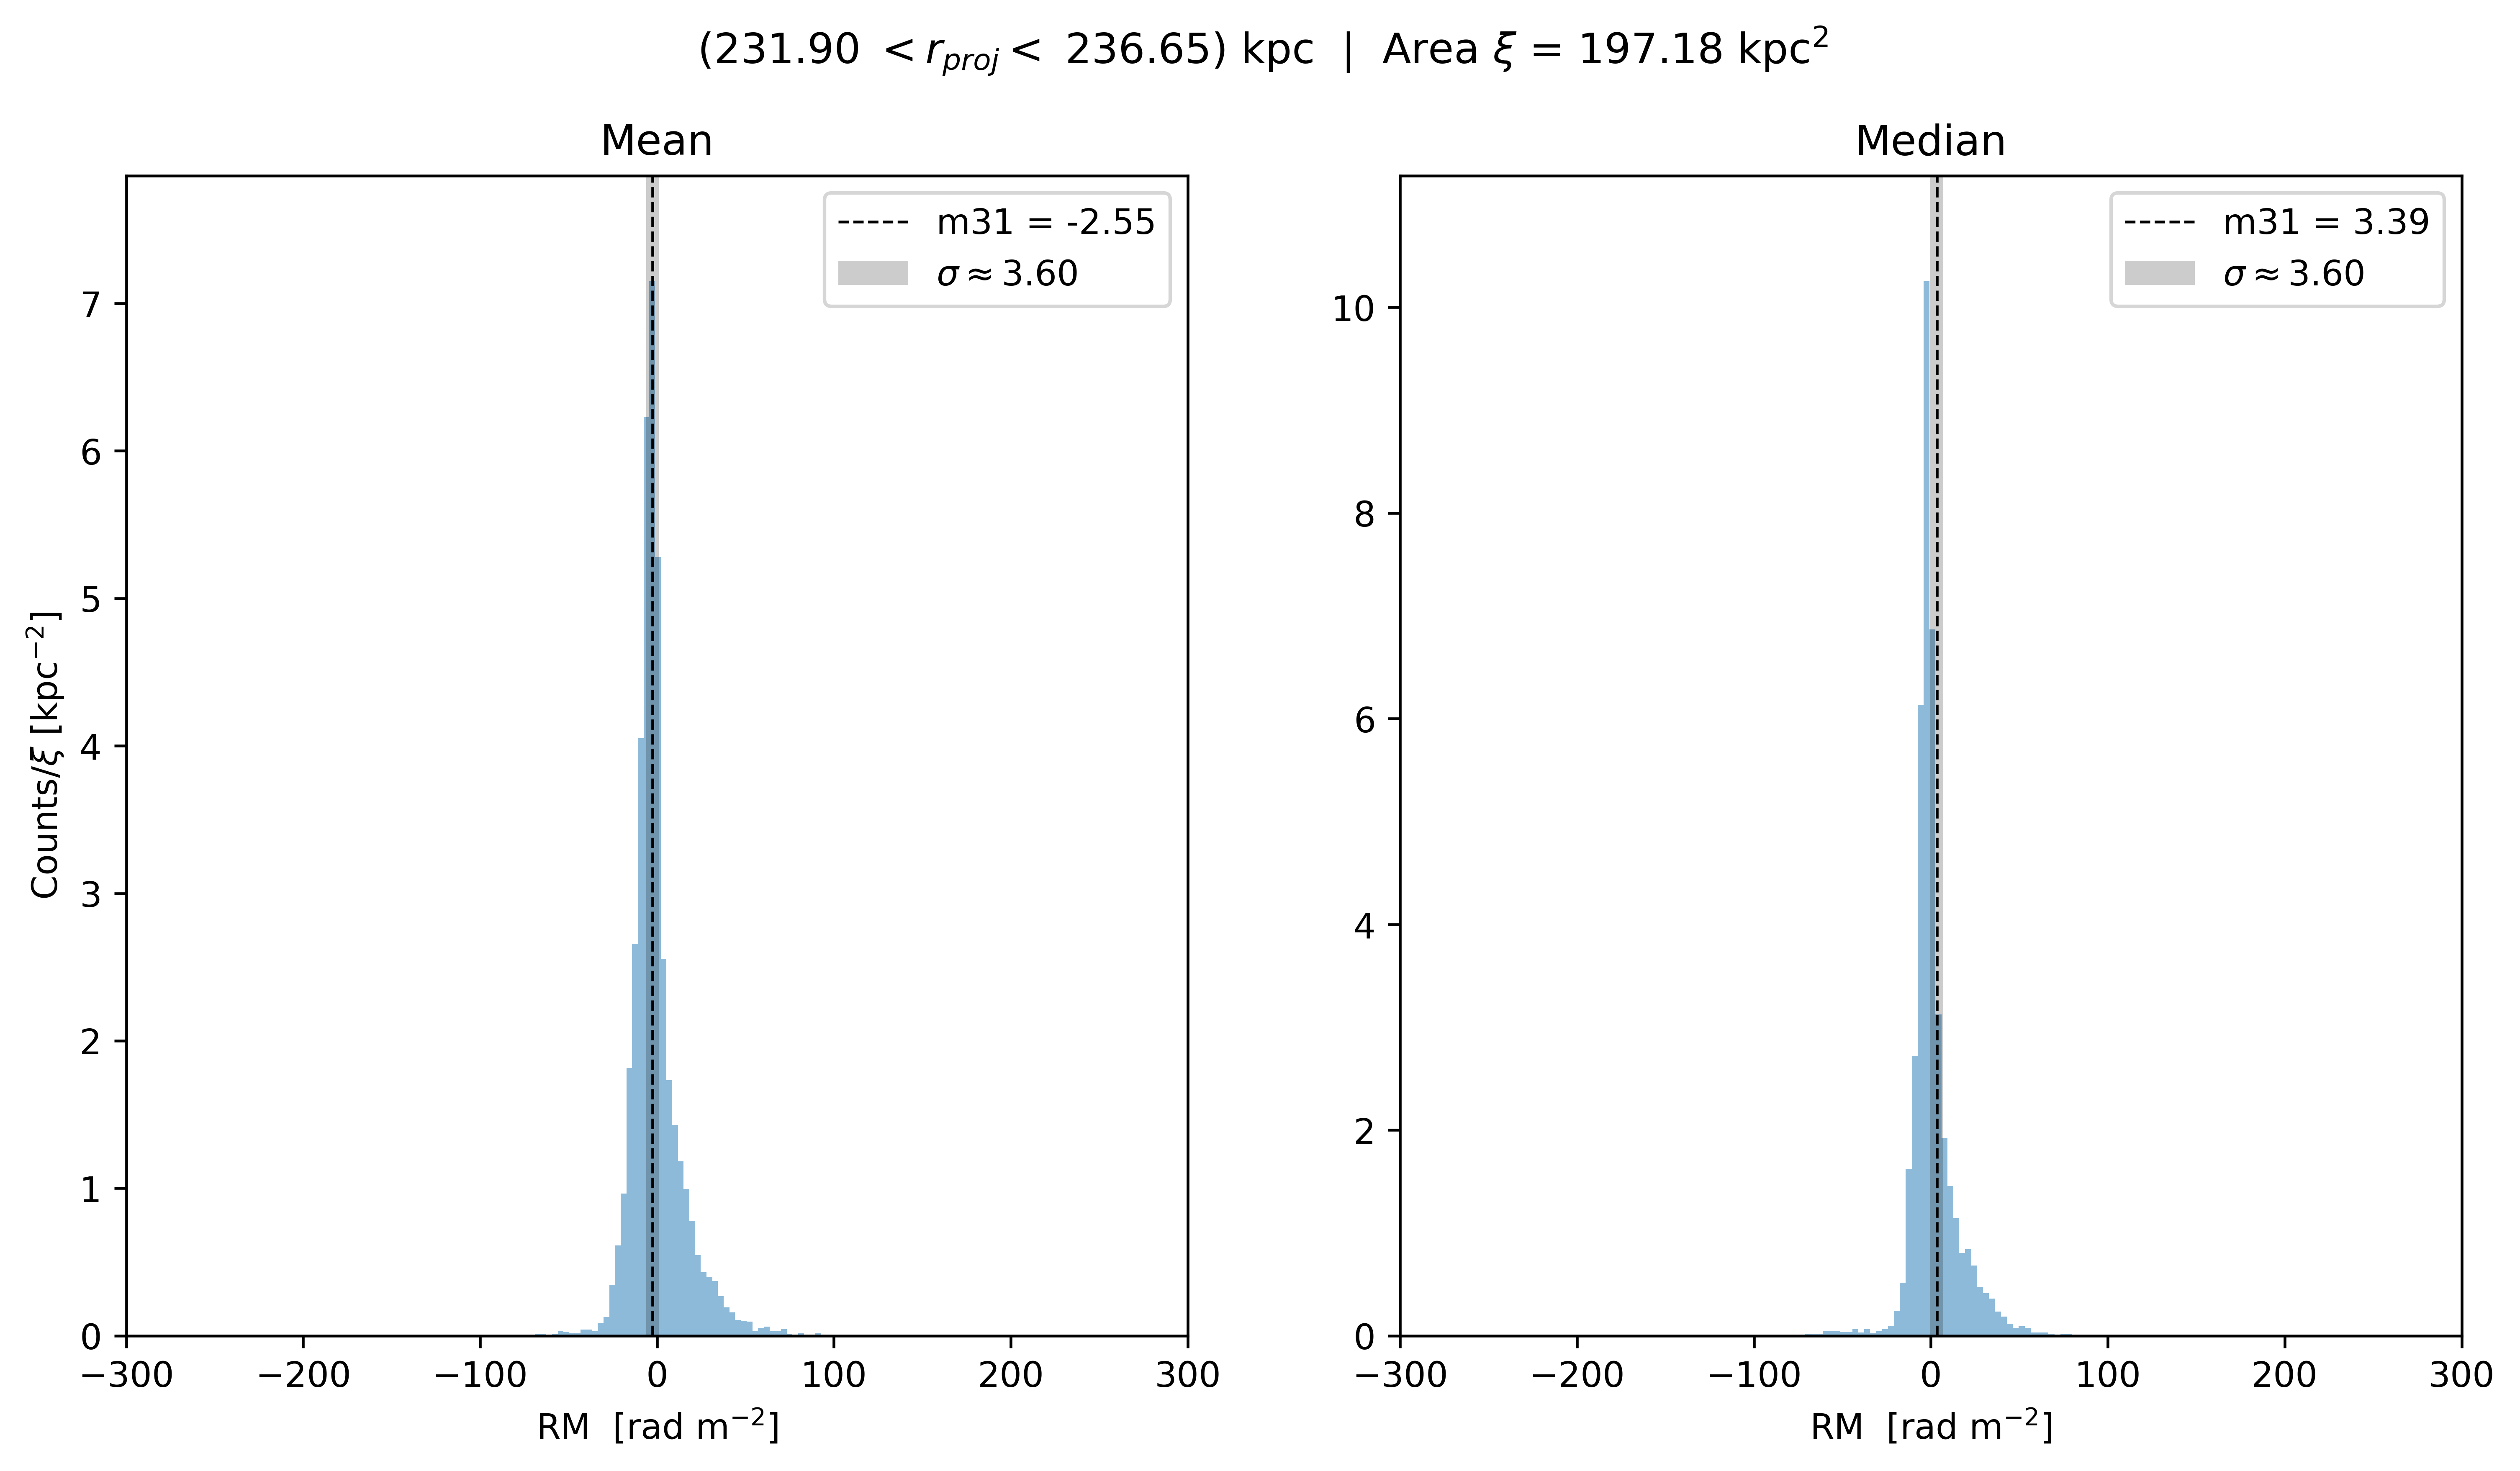 (231.90 < r_proj < 236.65) kpc | Area ξ = 197.18 kpc²
Mean
m31 = -2.55
σ ≈ 3.60
7
6
5
4
3
2
1
0
Counts/ξ [kpc⁻²]
−300 −200 −100 0 100 200 300
RM [rad m⁻²]
Median
m31 = 3.39
σ ≈ 3.60
10
8
6
4
2
0
−300 −200 −100 0 100 200 300
RM [rad m⁻²]